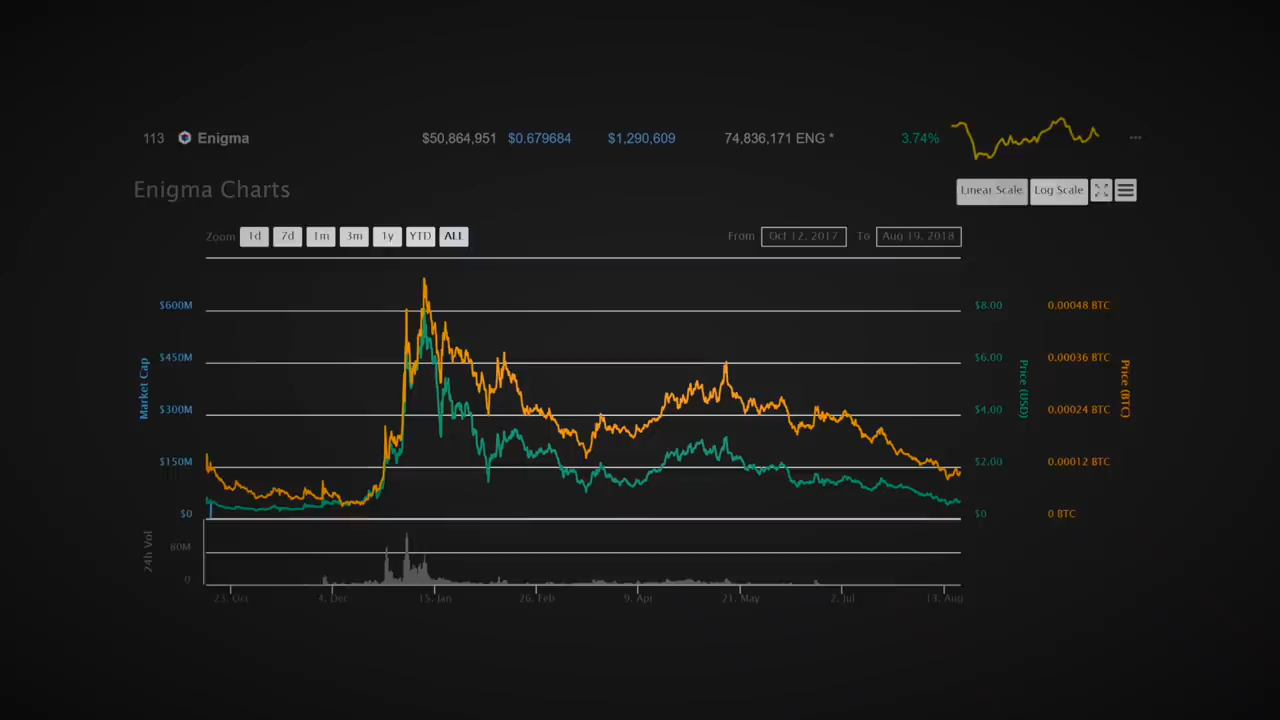 113 Enigma $50,864,951 $0.679684 $1,290,609 74,836,171 ENG * 3.74% ...
Enigma Charts Linear Scale Log Scale
Zoom 1d 7d 1m 3m 1y YTD ALL From Oct 12, 2017 To Aug 19, 2018
$600M $8.00 0.00048 BTC
$450M $6.00 0.00036 BTC
Market Cap Price (USD) Price (BTC)
$300M $4.00 0.00024 BTC
$150M $2.00 0.00012 BTC
$0 $0 0 BTC
24h Vol
80M
0
23. Oct 4. Dec 15. Jan 26. Feb 9. Apr 21. May 2. Jul 13. Aug